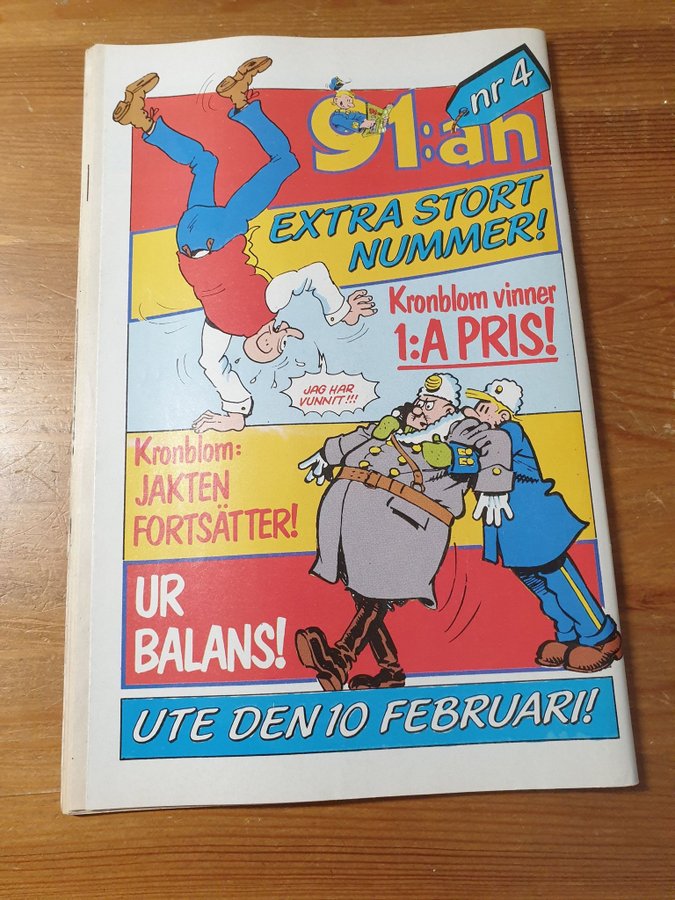 nr 4
91:an
EXTRA STORT
NUMMER!
Kronblom vinner
1:A PRIS!
JAG HAR
VUNNIT!!!
Kronblom:
JAKTEN
FORTSÄTTER!
UR
BALANS!
UTE DEN 10 FEBRUARI!